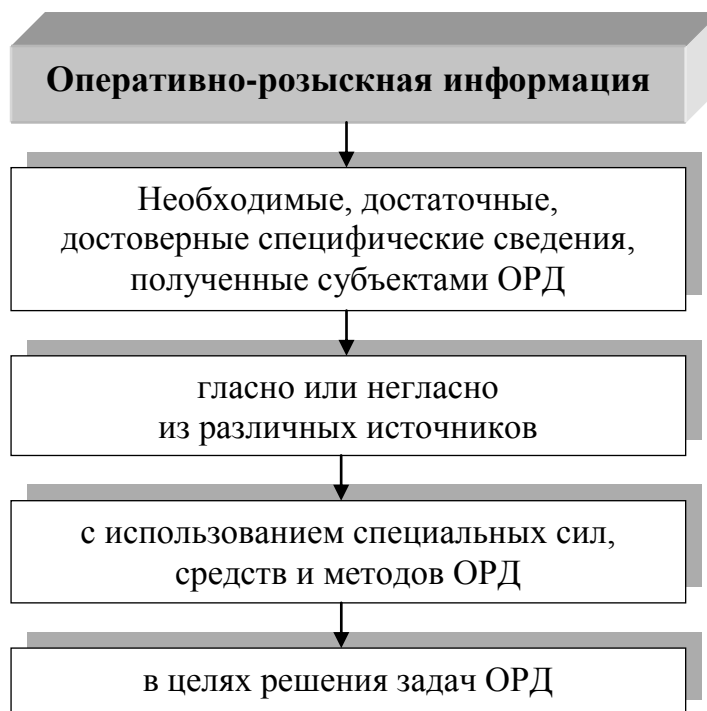 Оперативно-розыскная информация
Необходимые, достаточные,
достоверные специфические сведения,
полученные субъектами ОРД
гласно или негласно
из различных источников
с использованием специальных сил,
средств и методов ОРД
в целях решения задач ОРД